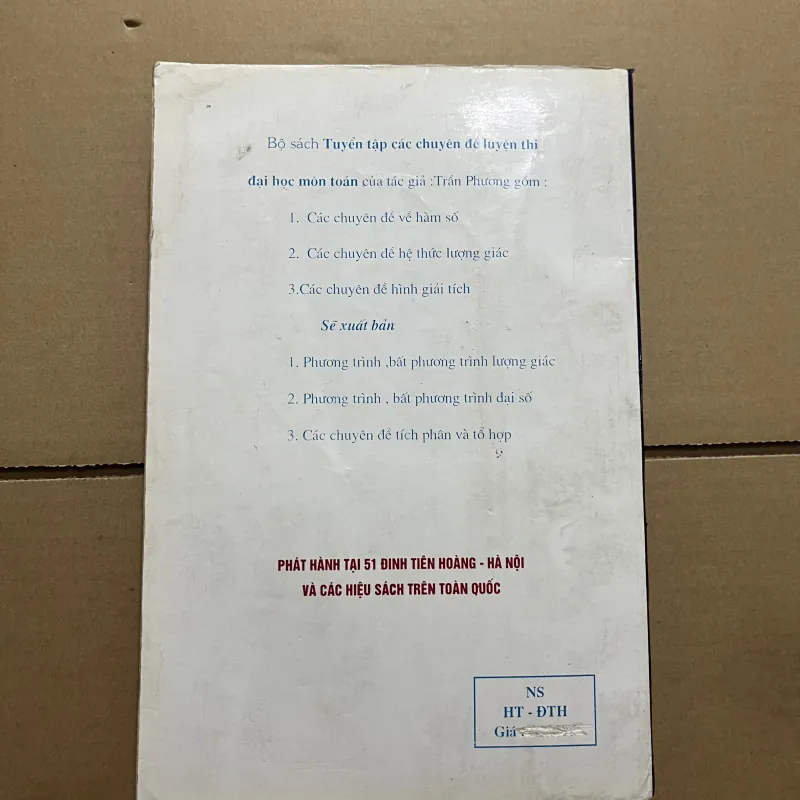 Bộ sách Tuyển tập các chuyên đề luyện thi
đại học môn toán của tác giả :Trần Phương gồm :
1. Các chuyên đề về hàm số
2. Các chuyên đề hệ thức lượng giác
3.Các chuyên đề hình giải tích
Sẽ xuất bản
1. Phương trình ,bất phương trình lượng giác
2. Phương trình , bất phương trình đại số
3. Các chuyên đề tích phân và tổ hợp
PHÁT HÀNH TẠI 51 ĐINH TIÊN HOÀNG - HÀ NỘI
VÀ CÁC HIỆU SÁCH TRÊN TOÀN QUỐC
NS
HT - ĐTH
Giá :